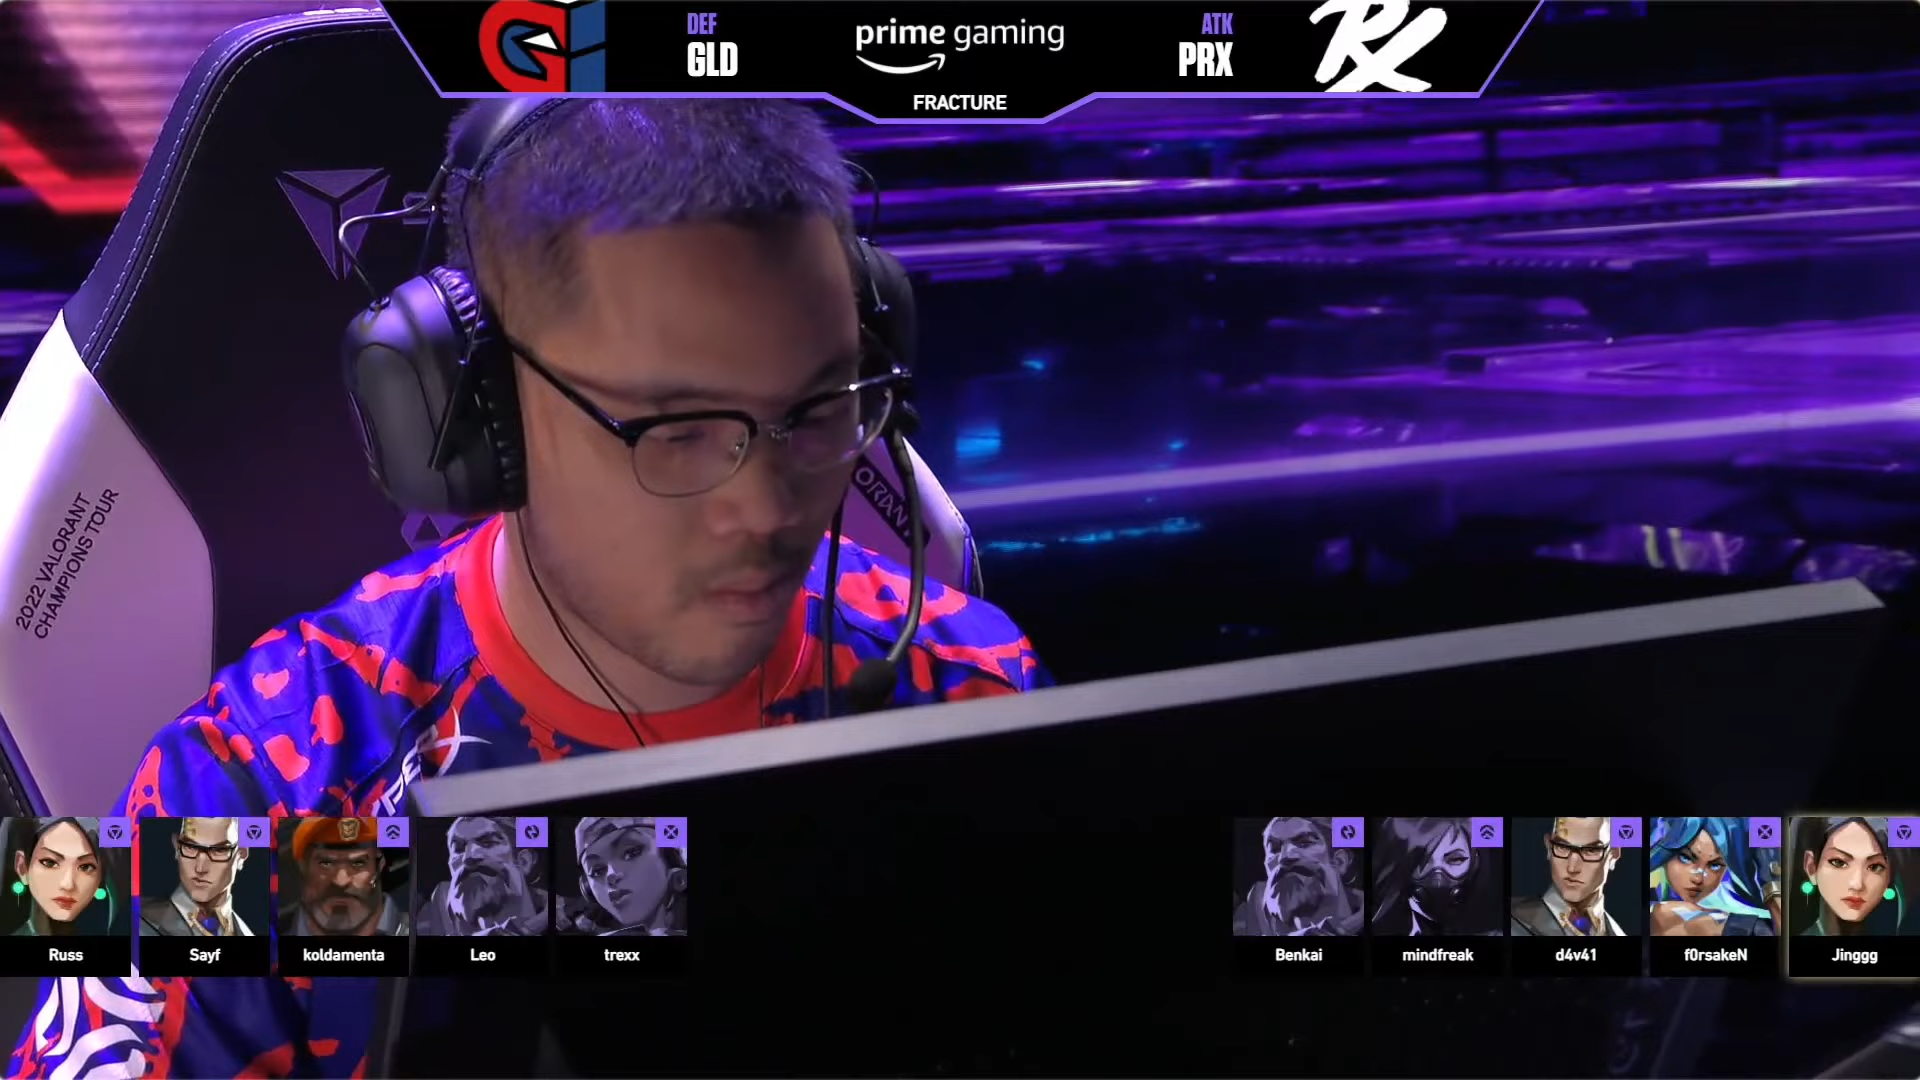 DEF
GLD
prime gaming
ATK
PRX
FRACTURE
2022 VALORANT
CHAMPIONS TOUR
Russ
Sayf
koldamenta
Leo
trexx
Benkai
mindfreak
d4v41
f0rsakeN
Jinggg